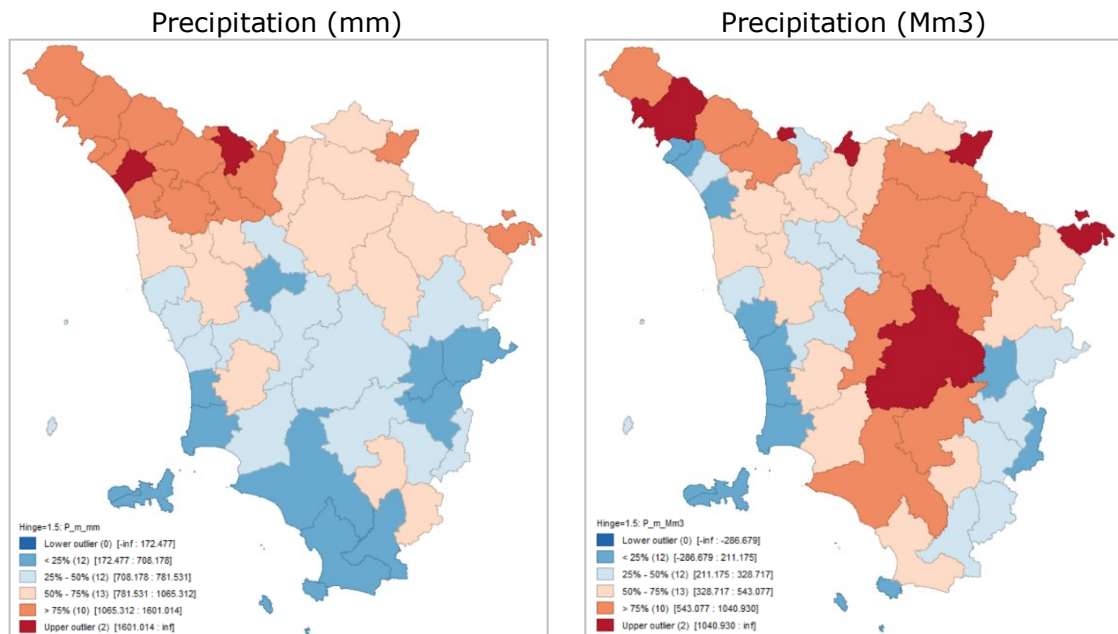 Precipitation (mm)
Precipitation (Mm3)
Hinge=1.5: P_m_mm
Lower outlier (0) [-inf : 172.477]
< 25% (12) [172.477 : 708.178]
25% - 50% (12) [708.178 : 781.531]
50% - 75% (13) [781.531 : 1065.312]
> 75% (10) [1065.312 : 1601.014]
Upper outlier (2) [1601.014 : inf]
Hinge=1.5: P_m_Mm3
Lower outlier (0) [-inf : -286.679]
< 25% (12) [-286.679 : 211.175]
25% - 50% (12) [211.175 : 328.717]
50% - 75% (13) [328.717 : 543.077]
> 75% (10) [543.077 : 1040.930]
Upper outlier (2) [1040.930 : inf]